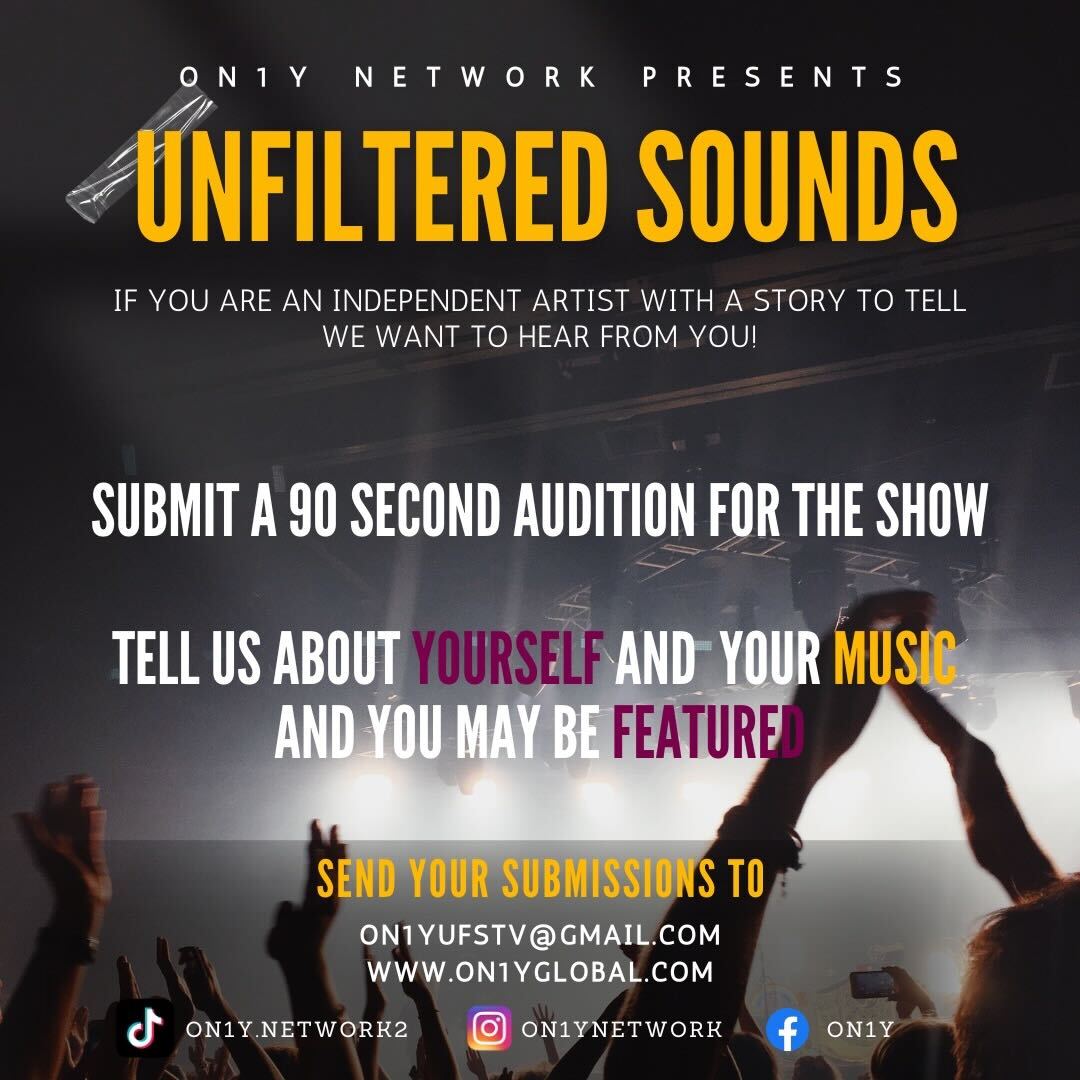 ON1Y NETWORK PRESENTS
UNFILTERED SOUNDS
IF YOU ARE AN INDEPENDENT ARTIST WITH A STORY TO TELL
WE WANT TO HEAR FROM YOU!
SUBMIT A 90 SECOND AUDITION FOR THE SHOW
TELL US ABOUT YOURSELF AND YOUR MUSIC
AND YOU MAY BE FEATURED
SEND YOUR SUBMISSIONS TO
ON1YUFSTV@GMAIL.COM
WWW.ON1YGLOBAL.COM
ON1Y.NETWORK2 ON1YNETWORK ON1Y